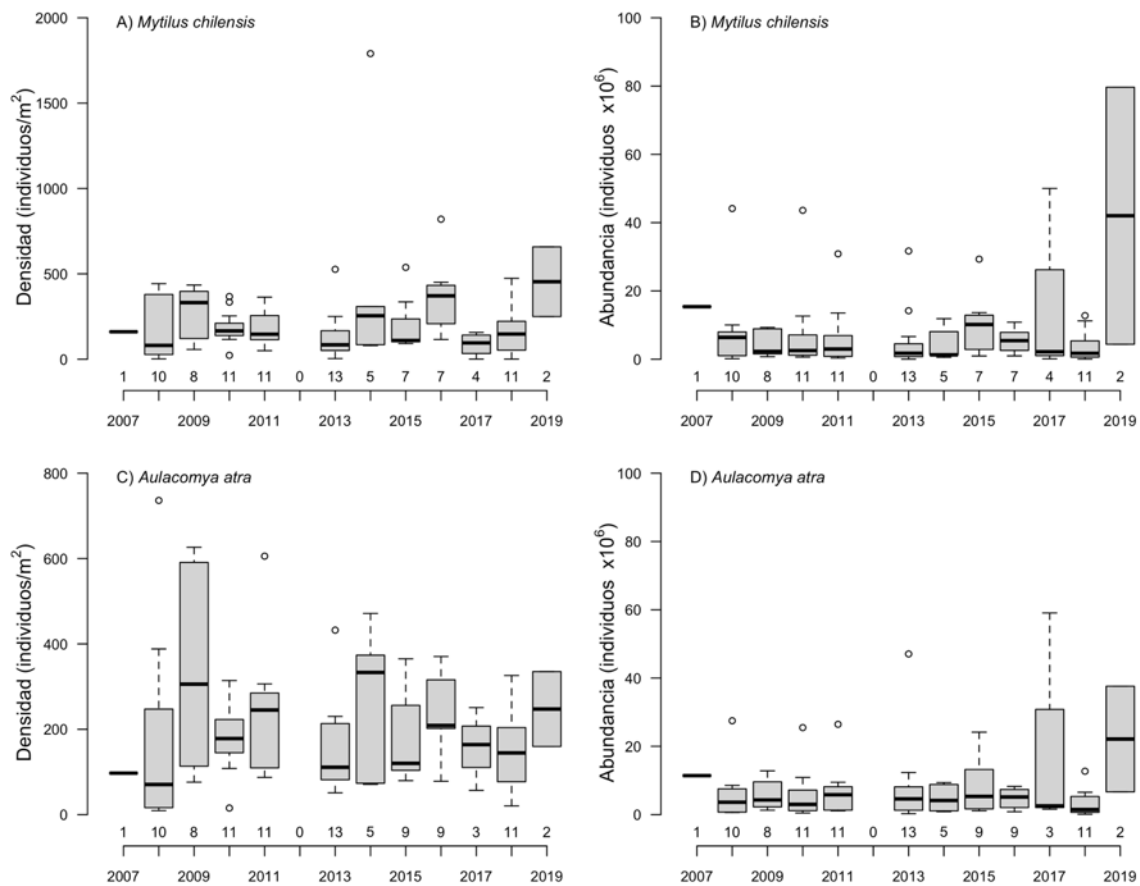 A) Mytilus chilensis
Densidad (individuos/m²)
2000
1500
1000
500
0
1 10 8 11 11 0 13 5 7 7 4 11 2
2007 2009 2011 2013 2015 2017 2019
B) Mytilus chilensis
Abundancia (individuos x10⁶)
100
80
60
40
20
0
1 10 8 11 11 0 13 5 7 7 4 11 2
2007 2009 2011 2013 2015 2017 2019
C) Aulacomya atra
Densidad (individuos/m²)
800
600
400
200
0
1 10 8 11 11 0 13 5 9 9 3 11 2
2007 2009 2011 2013 2015 2017 2019
D) Aulacomya atra
Abundancia (individuos x10⁶)
100
80
60
40
20
0
1 10 8 11 11 0 13 5 9 9 3 11 2
2007 2009 2011 2013 2015 2017 2019